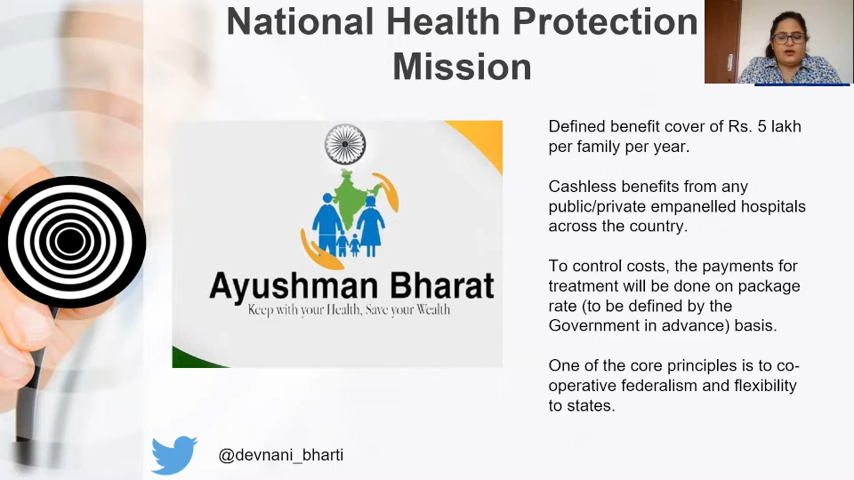 National Health Protection
Mission
Defined benefit cover of Rs. 5 lakh
per family per year.
Cashless benefits from any
public/private empanelled hospitals
across the country.
To control costs, the payments for
treatment will be done on package
rate (to be defined by the
Government in advance) basis.
One of the core principles is to co-
operative federalism and flexibility
to states.
Ayushman Bharat
Keep with your Health, Save your Wealth
@devnani_bharti